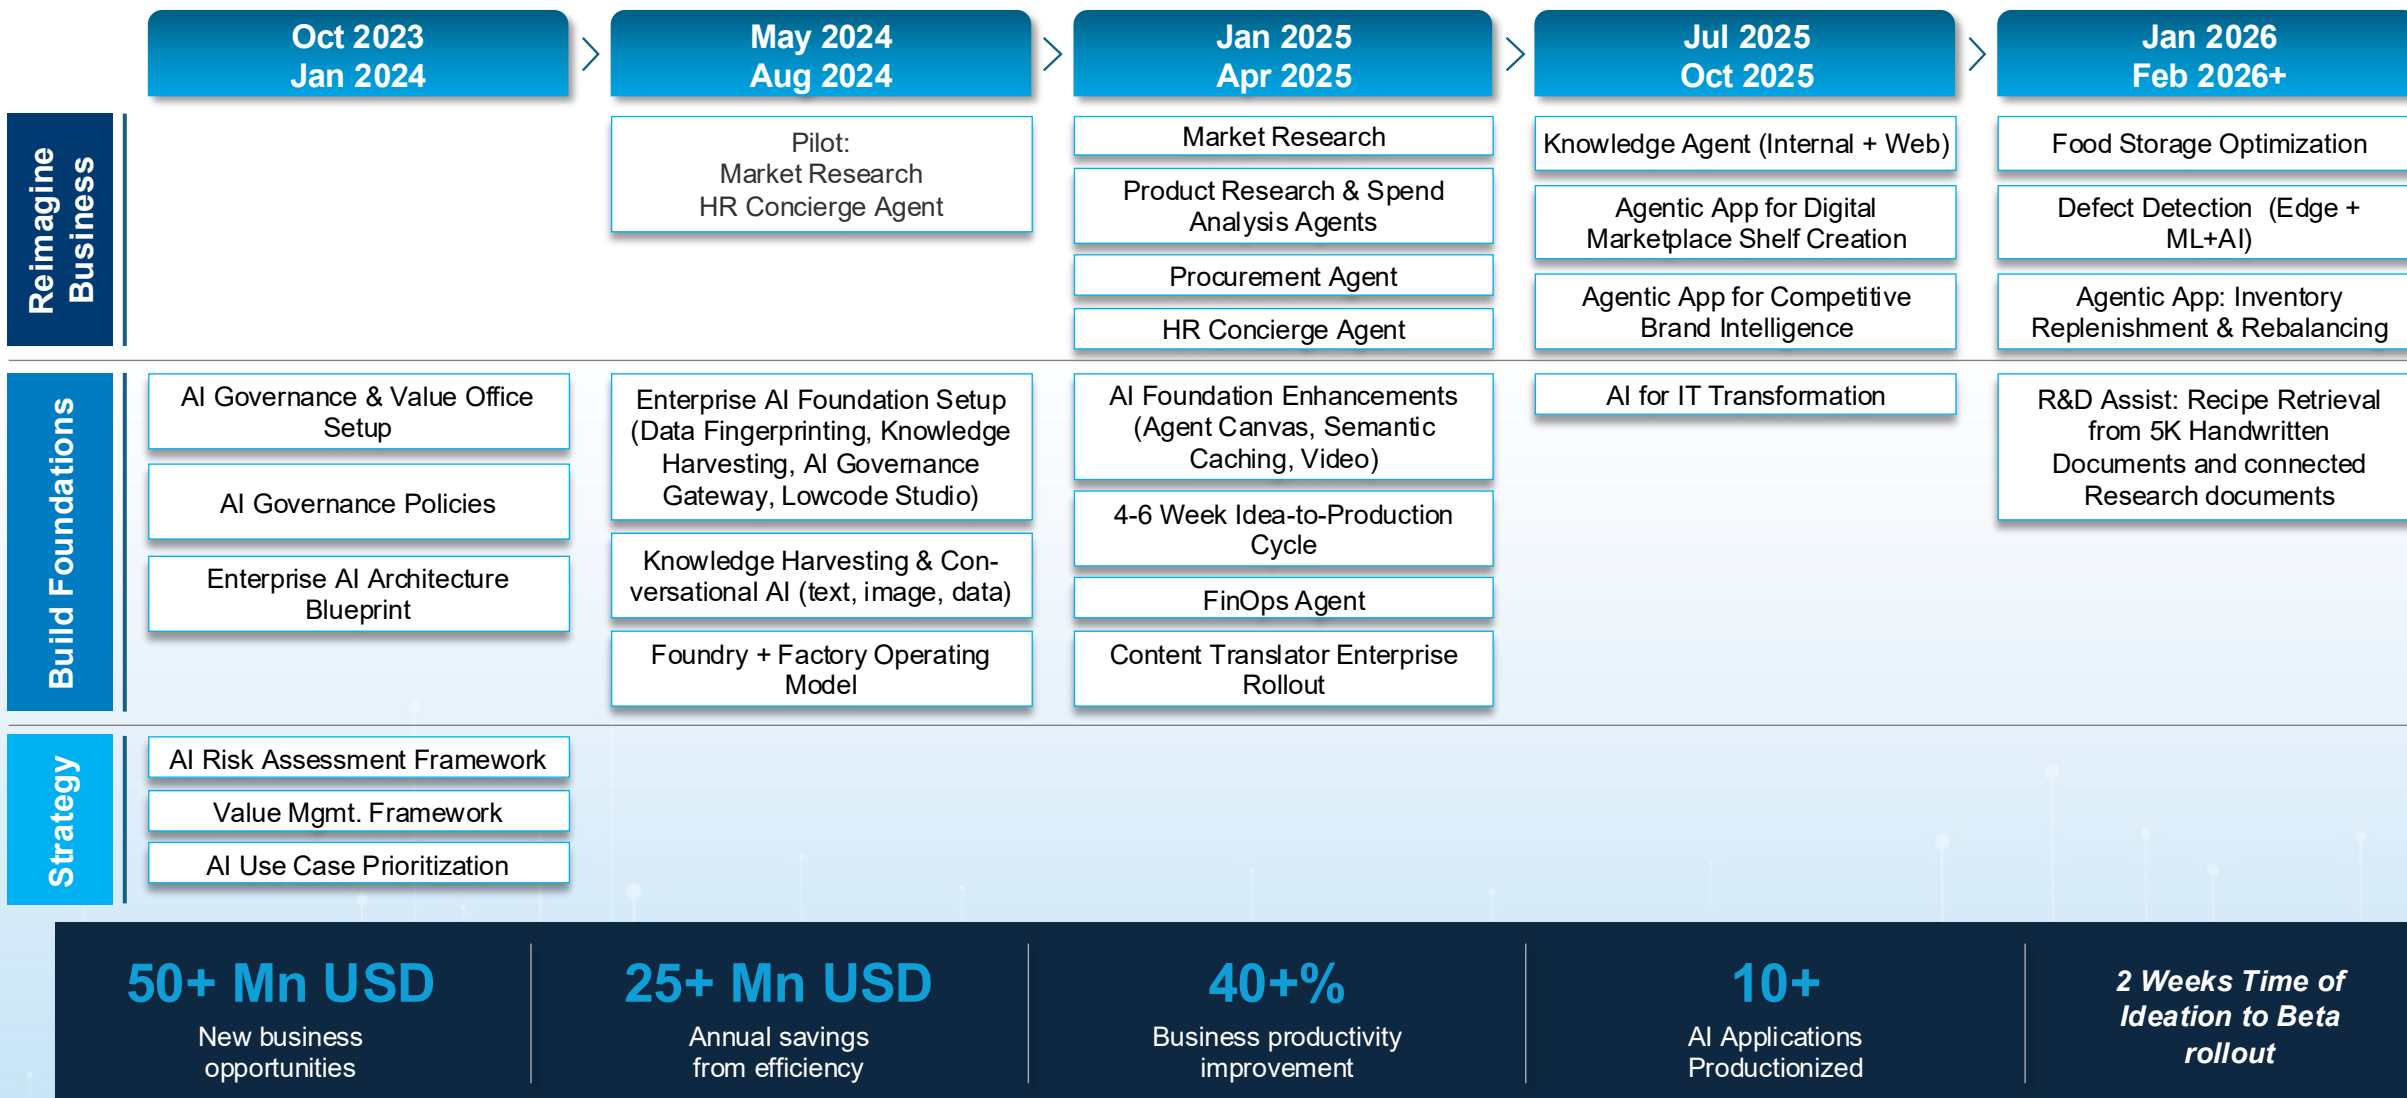 Oct 2023
Jan 2024
May 2024
Aug 2024
Jan 2025
Apr 2025
Jul 2025
Oct 2025
Jan 2026
Feb 2026+
Reimagine
Business
Pilot:
Market Research
HR Concierge Agent
Market Research
Product Research & Spend
Analysis Agents
Procurement Agent
HR Concierge Agent
Knowledge Agent (Internal + Web)
Agentic App for Digital
Marketplace Shelf Creation
Agentic App for Competitive
Brand Intelligence
Food Storage Optimization
Defect Detection (Edge +
ML+AI)
Agentic App: Inventory
Replenishment & Rebalancing
Build Foundations
AI Governance & Value Office
Setup
AI Governance Policies
Enterprise AI Architecture
Blueprint
Enterprise AI Foundation Setup
(Data Fingerprinting, Knowledge
Harvesting, AI Governance
Gateway, Lowcode Studio)
Knowledge Harvesting & Con-
versational AI (text, image, data)
Foundry + Factory Operating
Model
AI Foundation Enhancements
(Agent Canvas, Semantic
Caching, Video)
4-6 Week Idea-to-Production
Cycle
FinOps Agent
Content Translator Enterprise
Rollout
AI for IT Transformation
R&D Assist: Recipe Retrieval
from 5K Handwritten
Documents and connected
Research documents
Strategy
AI Risk Assessment Framework
Value Mgmt. Framework
AI Use Case Prioritization
50+ Mn USD
New business
opportunities
25+ Mn USD
Annual savings
from efficiency
40+%
Business productivity
improvement
10+
AI Applications
Productionized
2 Weeks Time of
Ideation to Beta
rollout